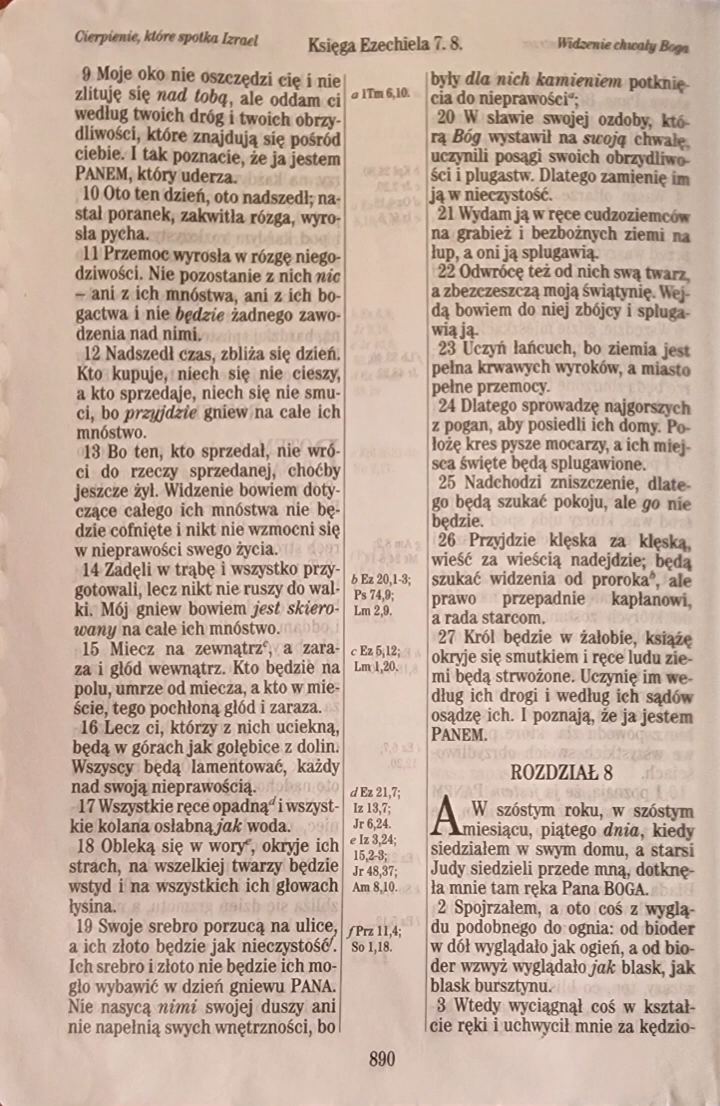 Cierpienie, które spotka Izrael
Księga Ezechiela 7. 8.
Widzenie chwały Boga
9 Moje oko nie oszczędzi cię i nie
zlituję się nad tobą, ale oddam ci
według twoich dróg i twoich obrzy-
dliwości, które znajdują się pośród
ciebie. I tak poznacie, że ja jestem
PANEM, który uderza.
10 Oto ten dzień, oto nadszedł; na-
stał poranek, zakwitła rózga, wyro-
sła pycha.
11 Przemoc wyrosła w rózgę niego-
dziwości. Nie pozostanie z nich nic
– ani z ich mnóstwa, ani z ich bo-
gactwa i nie będzie żadnego zawo-
dzenia nad nimi.
12 Nadszedł czas, zbliża się dzień.
Kto kupuje, niech się nie cieszy,
a kto sprzedaje, niech się nie smu-
ci, bo przyjdzie gniew na całe ich
mnóstwo.
13 Bo ten, kto sprzedał, nie wró-
ci do rzeczy sprzedanej, choćby
jeszcze żył. Widzenie bowiem doty-
czące całego ich mnóstwa nie bę-
dzie cofnięte i nikt nie wzmocni się
w nieprawości swego życia.
14 Zadęli w trąbę i wszystko przy-
gotowali, lecz nikt nie ruszy do wal-
ki. Mój gniew bowiem jest skiero-
wany na całe ich mnóstwo.
15 Miecz na zewnątrzᶜ, a zara-
za i głód wewnątrz. Kto będzie na
polu, umrze od miecza, a kto w mie-
ście, tego pochłoną głód i zaraza.
16 Lecz ci, którzy z nich uciekną,
będą w górach jak gołębice z dolin.
Wszyscy będą lamentować, każdy
nad swoją nieprawością.
17 Wszystkie ręce opadnąᵈ i wszyst-
kie kolana osłabną jak woda.
18 Obleką się w woryᵉ, okryje ich
strach, na wszelkiej twarzy będzie
wstyd i na wszystkich ich głowach
łysina.
19 Swoje srebro porzucą na ulice,
a ich złoto będzie jak nieczystośćᶠ.
Ich srebro i złoto nie będzie ich mo-
gło wybawić w dzień gniewu PANA.
Nie nasycą nimi swojej duszy ani
nie napełnią swych wnętrzności, bo
a 1Tm 6,10.
b Ez 20,1-3;
Ps 74,9;
Lm 2,9.
c Ez 5,12;
Lm 1,20.
d Ez 21,7;
Iz 13,7;
Jr 6,24.
e Iz 3,24;
15,2-3;
Jr 48,37;
Am 8,10.
f Prz 11,4;
So 1,18.
były dla nich kamieniem potknię-
cia do nieprawościᵃ;
20 W sławie swojej ozdoby, któ-
rą Bóg wystawił na swoją chwałę,
uczynili posągi swoich obrzydliwo-
ści i plugastw. Dlatego zamienię im
ją w nieczystość.
21 Wydam ją w ręce cudzoziemców
na grabież i bezbożnych ziemi na
łup, a oni ją splugawią.
22 Odwrócę też od nich swą twarz,
a zbezczeszczą moją świątynię. Wej-
dą bowiem do niej zbójcy i spluga-
wią ją.
23 Uczyń łańcuch, bo ziemia jest
pełna krwawych wyroków, a miasto
pełne przemocy.
24 Dlatego sprowadzę najgorszych
z pogan, aby posiedli ich domy. Po-
łożę kres pysze mocarzy, a ich miej-
sca święte będą splugawione.
25 Nadchodzi zniszczenie, dlate-
go będą szukać pokoju, ale go nie
będzie.
26 Przyjdzie klęska za klęską,
wieść za wieścią nadejdzie; będą
szukać widzenia od prorokaᵇ, ale
prawo przepadnie kapłanowi,
a rada starcom.
27 Król będzie w żałobie, książę
okryje się smutkiem i ręce ludu zie-
mi będą strwożone. Uczynię im we-
dług ich drogi i według ich sądów
osądzę ich. I poznają, że ja jestem
PANEM.
ROZDZIAŁ 8
A W szóstym roku, w szóstym
miesiącu, piątego dnia, kiedy
siedziałem w swym domu, a starsi
Judy siedzieli przede mną, dotknę-
ła mnie tam ręka Pana BOGA.
2 Spojrzałem, a oto coś z wyglą-
du podobnego do ognia: od bioder
w dół wyglądało jak ogień, a od bio-
der wzwyż wyglądało jak blask, jak
blask bursztynu.
3 Wtedy wyciągnął coś w kształ-
cie ręki i uchwycił mnie za kędzio-
890